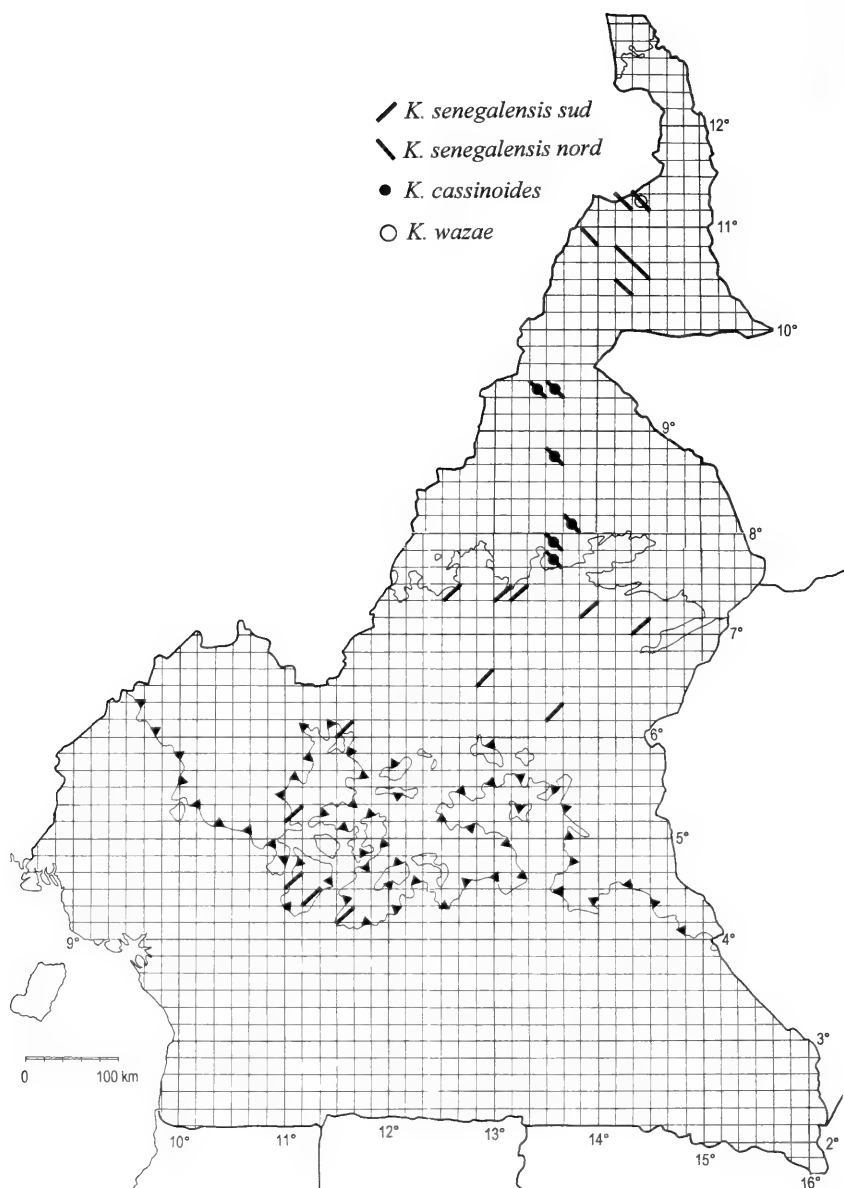 K. senegalensis sud
K. senegalensis nord
K. cassinoides
K. wazae
12°
11°
10°
9°
8°
7°
6°
5°
4°
9°
3°
0 100 km
10° 11° 12° 13° 14° 15° 16°
2°